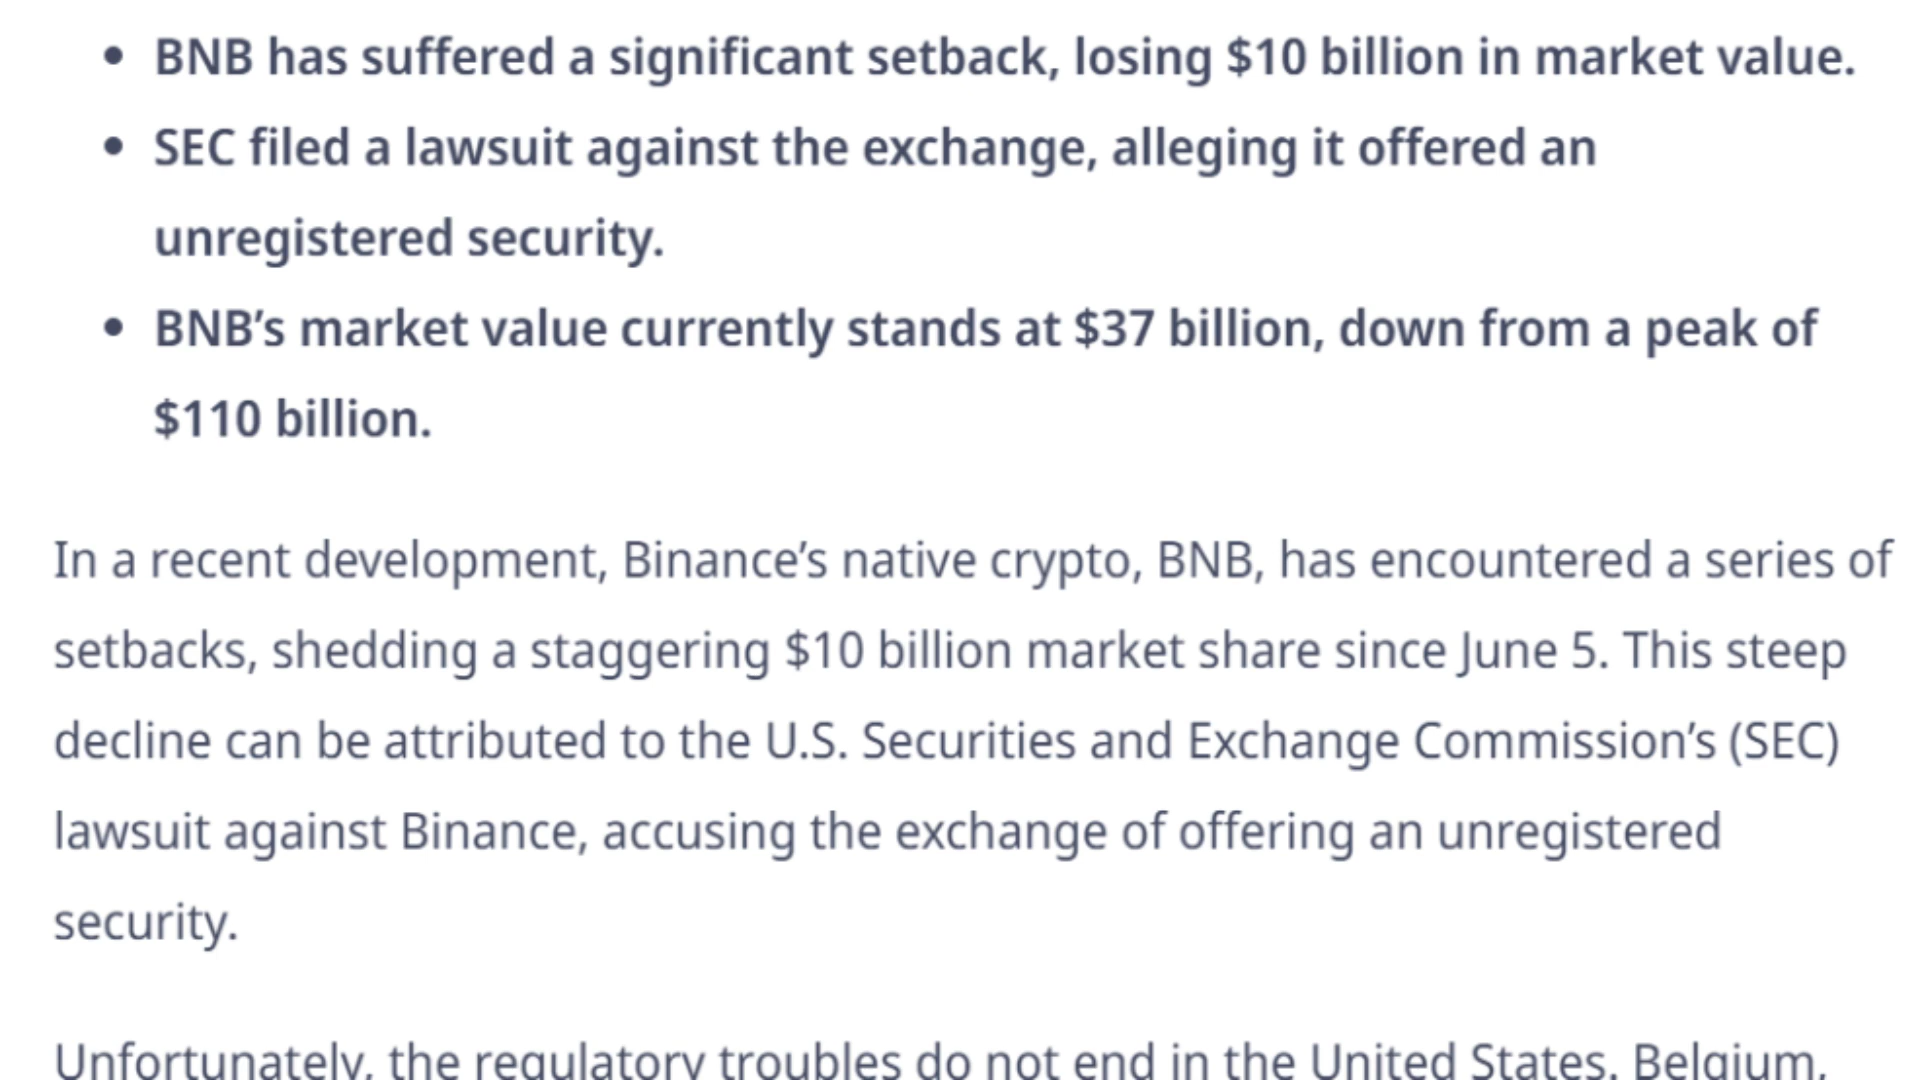 • BNB has suffered a significant setback, losing $10 billion in market value.
• SEC filed a lawsuit against the exchange, alleging it offered an
unregistered security.
• BNB’s market value currently stands at $37 billion, down from a peak of
$110 billion.
In a recent development, Binance’s native crypto, BNB, has encountered a series of
setbacks, shedding a staggering $10 billion market share since June 5. This steep
decline can be attributed to the U.S. Securities and Exchange Commission’s (SEC)
lawsuit against Binance, accusing the exchange of offering an unregistered
security.
Unfortunately, the regulatory troubles do not end in the United States. Belgium,